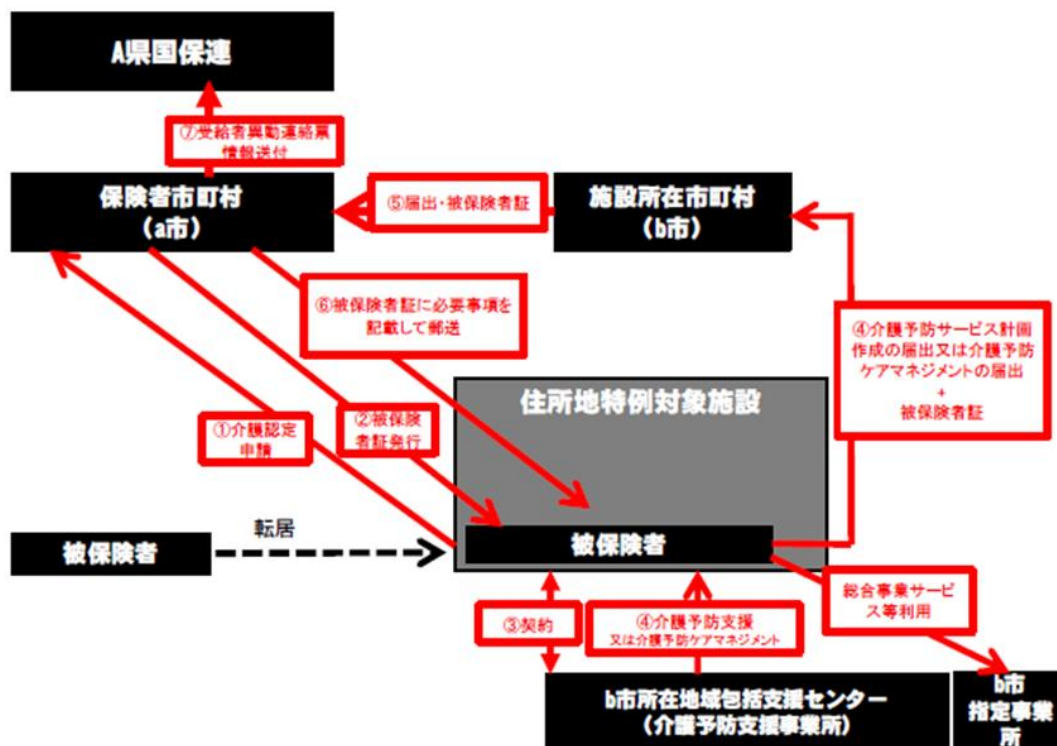 A県国保連
⑦受給者異動連絡票
情報送付
保険者市町村
(a市)
⑤届出・被保険者証
施設所在市町村
(b市)
⑥被保険者証に必要事項を
記載して郵送
④介護予防サービス計画
作成の届出又は介護予防
ケアマネジメントの届出
+
被保険者証
住所地特例対象施設
①介護認定
申請
②被保険
者証発行
転居
被保険者
被保険者
③契約
④介護予防支援
又は介護予防ケアマネジメント
総合事業サービ
ス等利用
b市所在地域包括支援センター
(介護予防支援事業所)
b市
指定事業
所